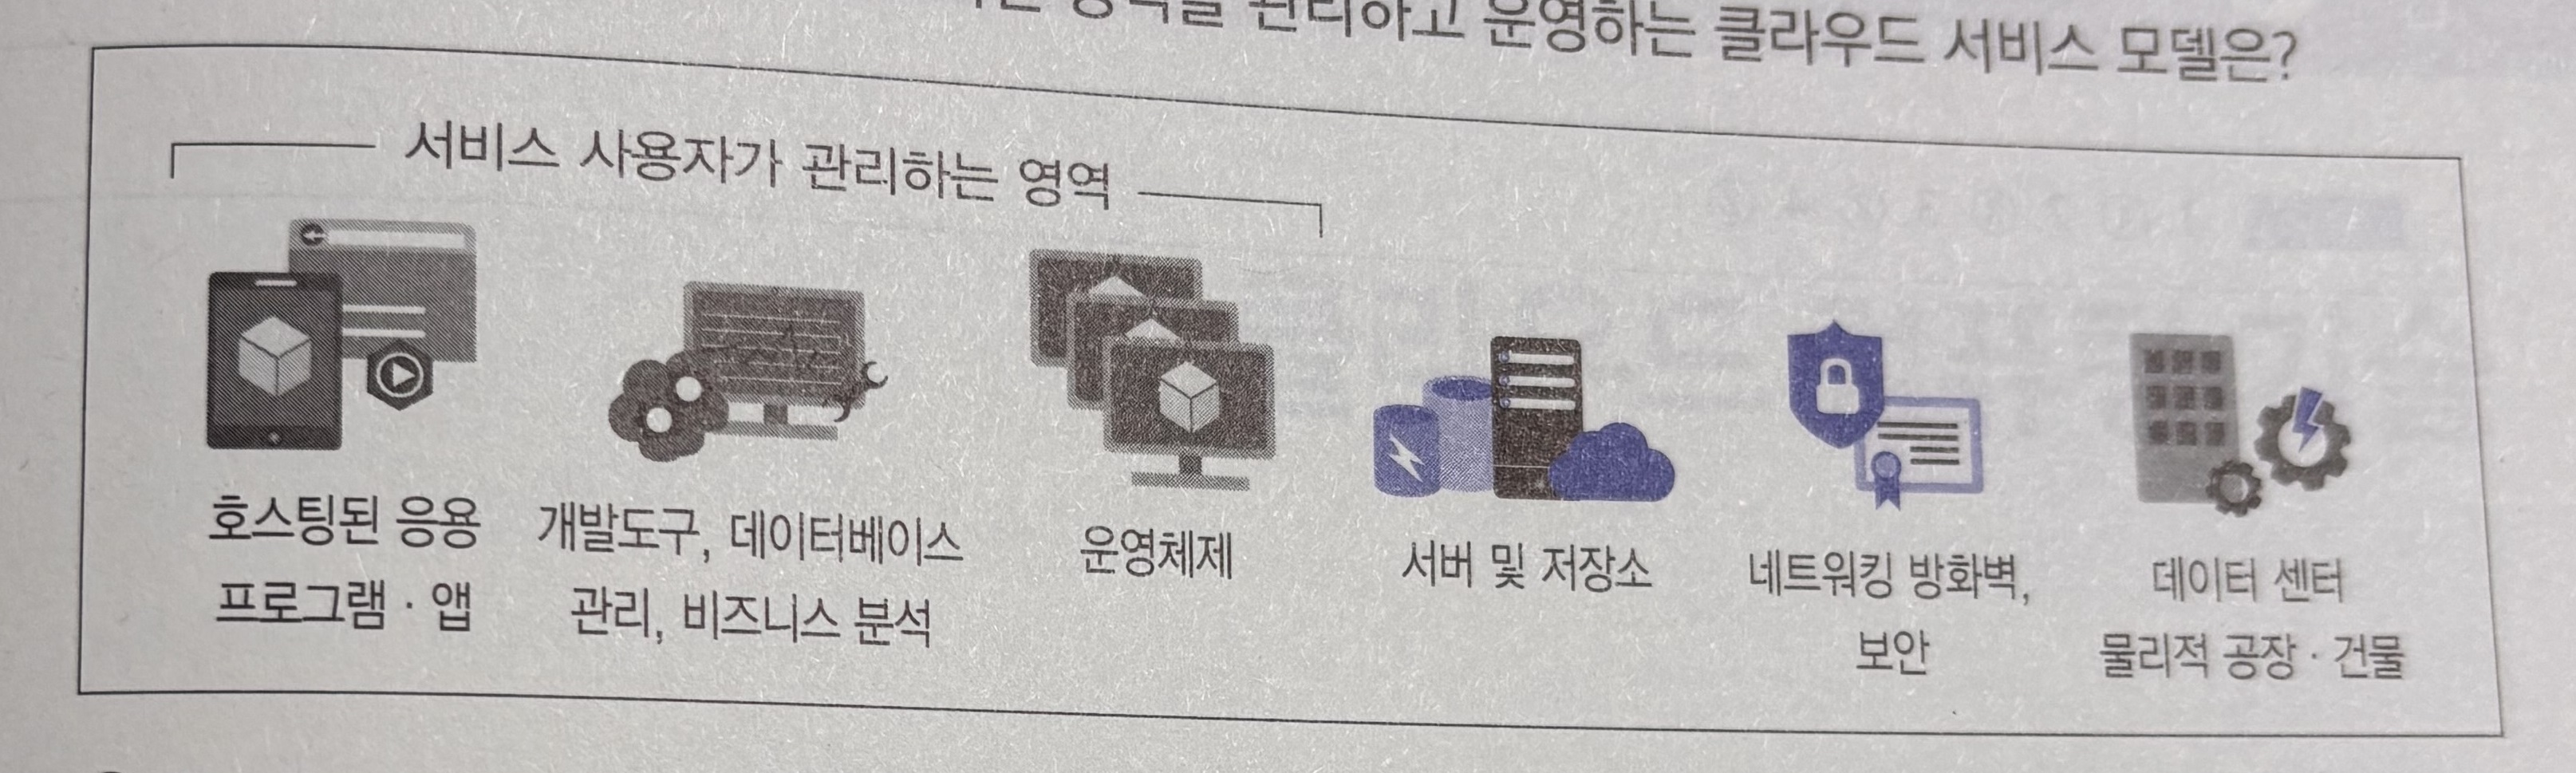 관리하고 운영하는 클라우드 서비스 모델은?
서비스 사용자가 관리하는 영역
호스팅된 응용
프로그램 · 앱
개발도구, 데이터베이스
관리, 비즈니스 분석
운영체제
서버 및 저장소
네트워킹 방화벽,
보안
데이터 센터
물리적 공장 · 건물